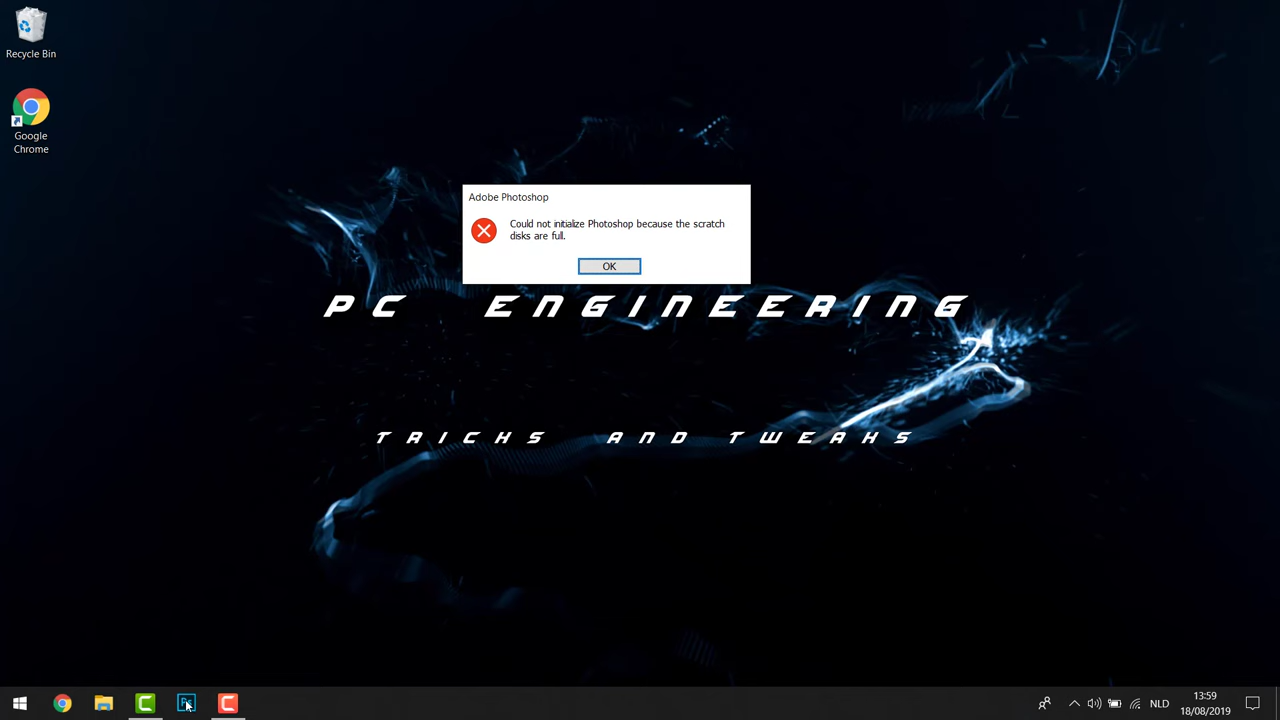 Recycle Bin
Google
Chrome
Adobe Photoshop
Could not initialize Photoshop because the scratch
disks are full.
OK
PC ENGINEERING
TRICKS AND TWEAKS
Ps
NLD
13:59
18/08/2019